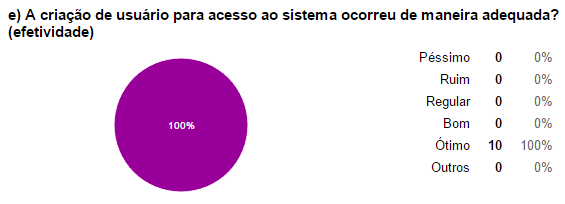 e) A criação de usuário para acesso ao sistema ocorreu de maneira adequada?
(efetividade)
100%
Péssimo 0 0%
Ruim 0 0%
Regular 0 0%
Bom 0 0%
Ótimo 10 100%
Outros 0 0%